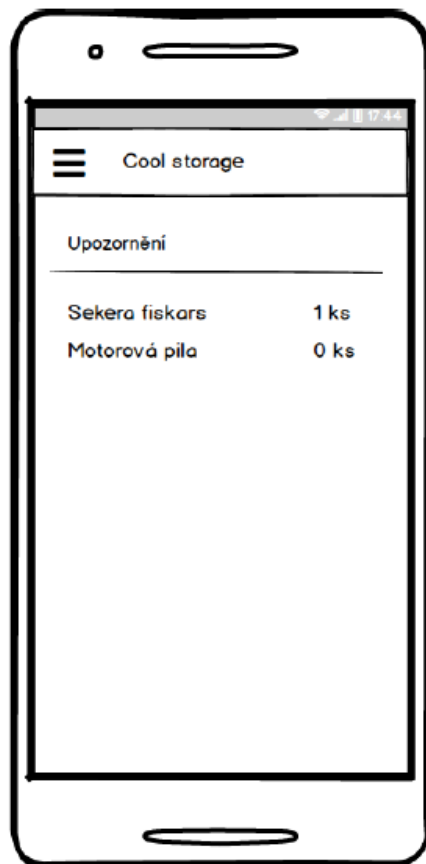 17:44
Cool storage
Upozornění
Sekera fiskars 1 ks
Motorová pila 0 ks